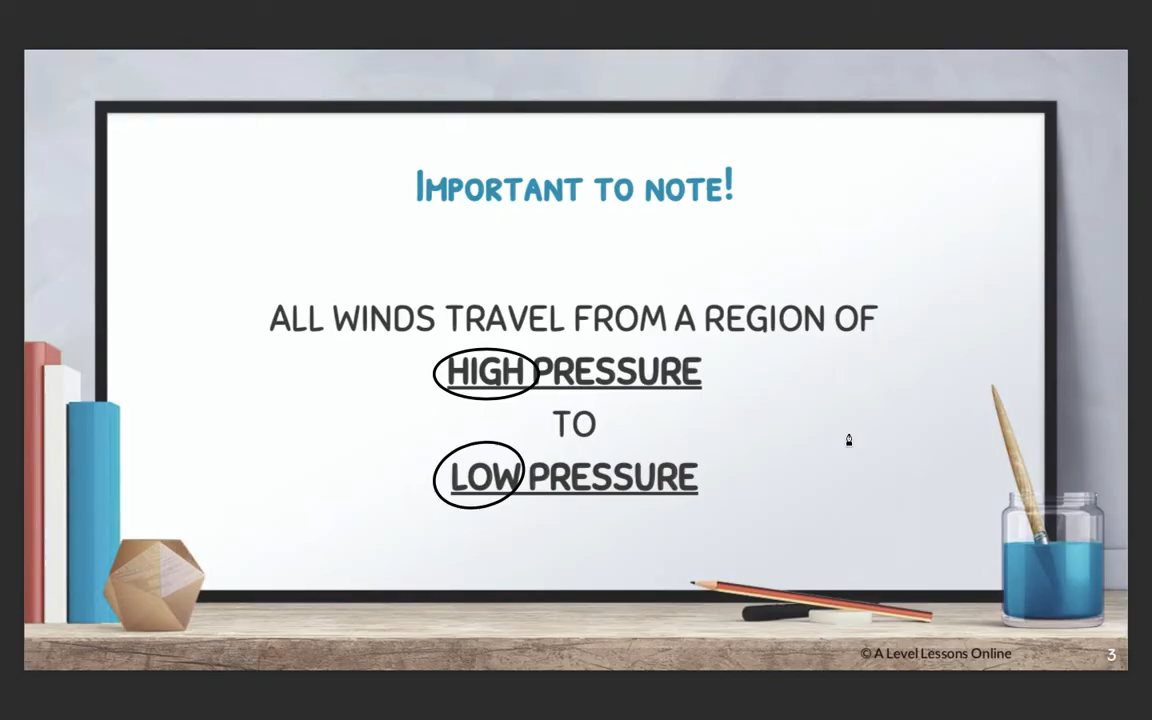 IMPORTANT TO NOTE!
ALL WINDS TRAVEL FROM A REGION OF
HIGH PRESSURE
TO
LOW PRESSURE
© A Level Lessons Online
3